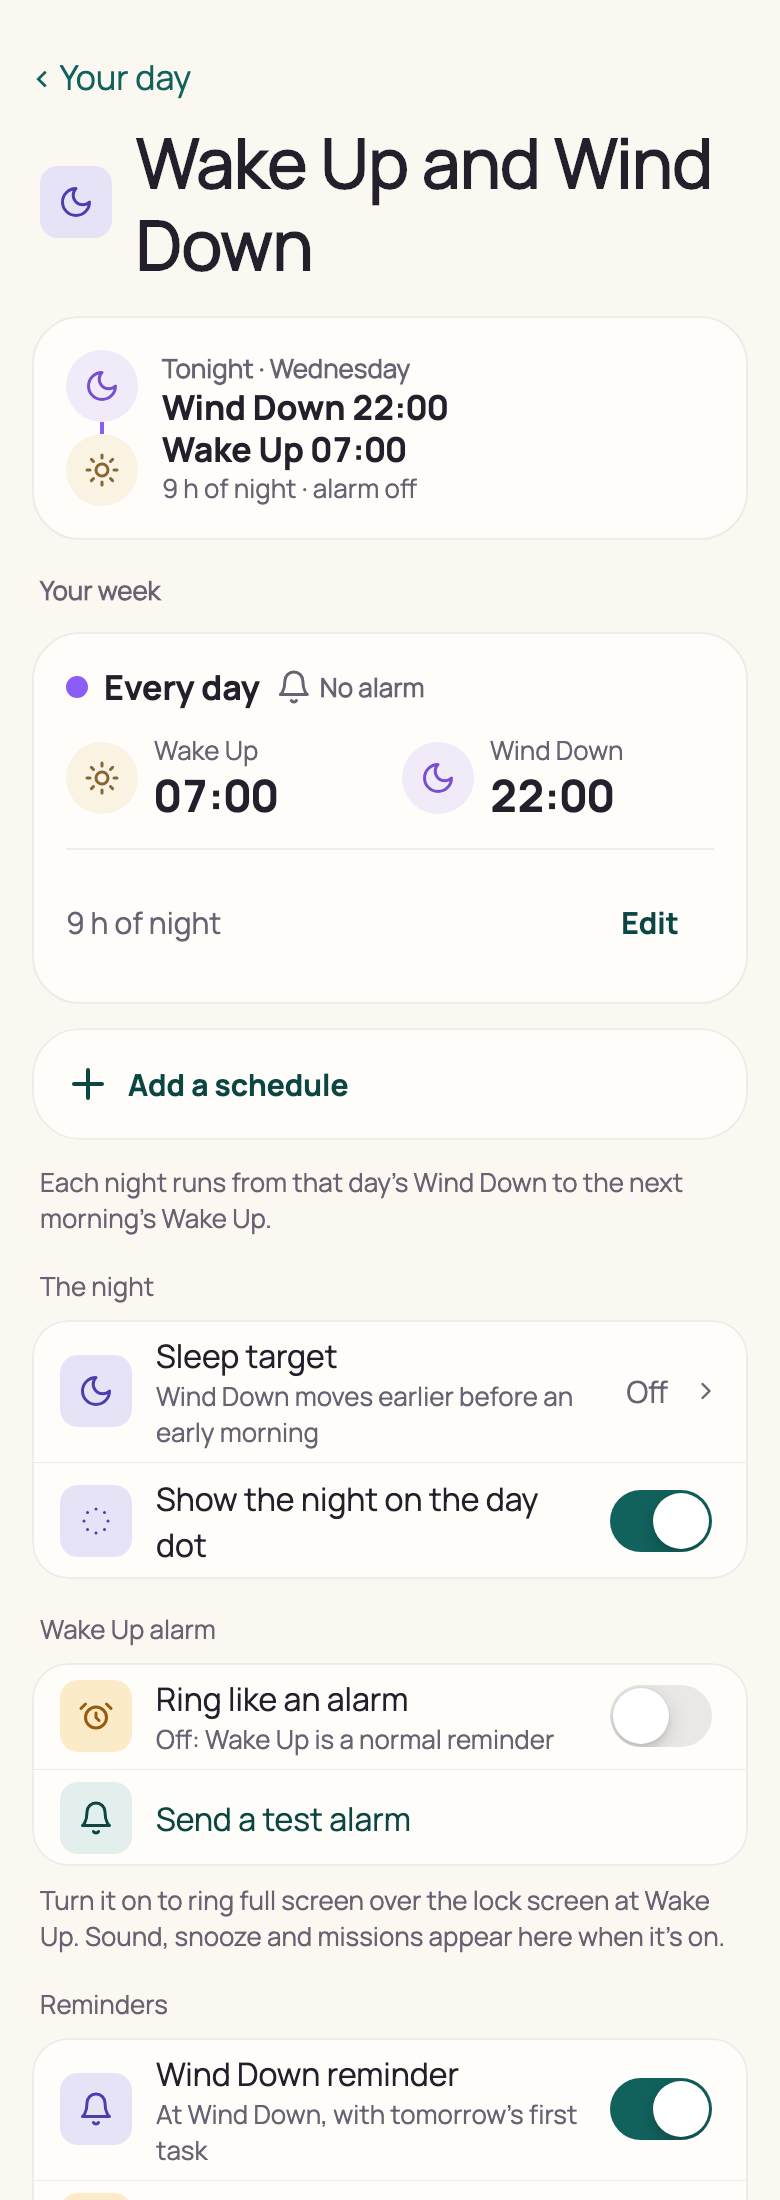 Your day
Wake Up and Wind
Down
Tonight · Wednesday
Wind Down 22:00
Wake Up 07:00
9 h of night · alarm off
Your week
Every day No alarm
Wake Up Wind Down
07:00 22:00
9 h of night Edit
Add a schedule
Each night runs from that day’s Wind Down to the next
morning’s Wake Up.
The night
Sleep target
Wind Down moves earlier before an
early morning
Off
Show the night on the day
dot
Wake Up alarm
Ring like an alarm
Off: Wake Up is a normal reminder
Send a test alarm
Turn it on to ring full screen over the lock screen at Wake
Up. Sound, snooze and missions appear here when it’s on.
Reminders
Wind Down reminder
At Wind Down, with tomorrow’s first
task